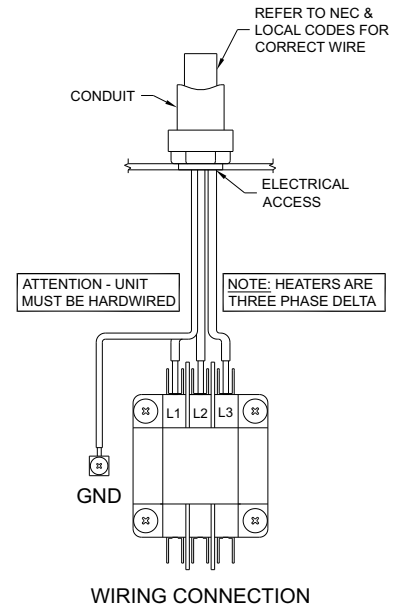 REFER TO NEC &
LOCAL CODES FOR
CORRECT WIRE
CONDUIT
ELECTRICAL
ACCESS
ATTENTION - UNIT
MUST BE HARDWIRED
NOTE: HEATERS ARE
THREE PHASE DELTA
L1 L2 L3
GND
WIRING CONNECTION